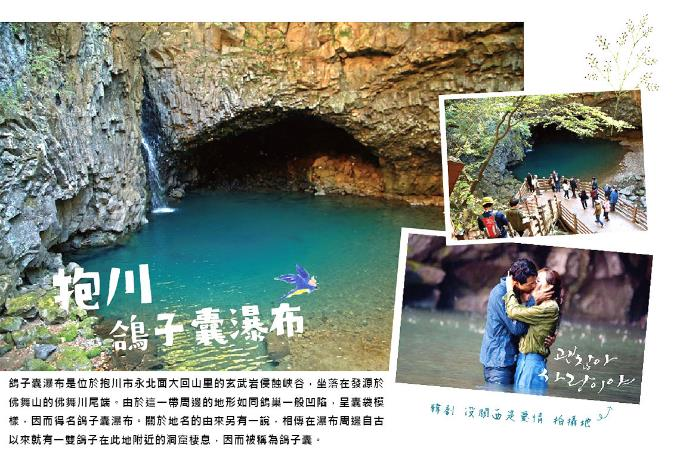 抱川
鴿子囊瀑布
鴿子囊瀑布是位於抱川市永北面大回山里的玄武岩侵蝕峽谷，坐落在發源於
佛舞山的佛舞川尾端。由於這一帶周邊的地形如同鴿巢一般凹陷，呈囊袋模
樣，因而得名鴿子囊瀑布。關於地名的由來另有一說，相傳在瀑布周邊自古
以來就有一雙鴿子在此地附近的洞窟棲息，因而被稱為鴿子囊。
괜찮아
사랑이야
韓劇 沒關西是愛情 拍攝地